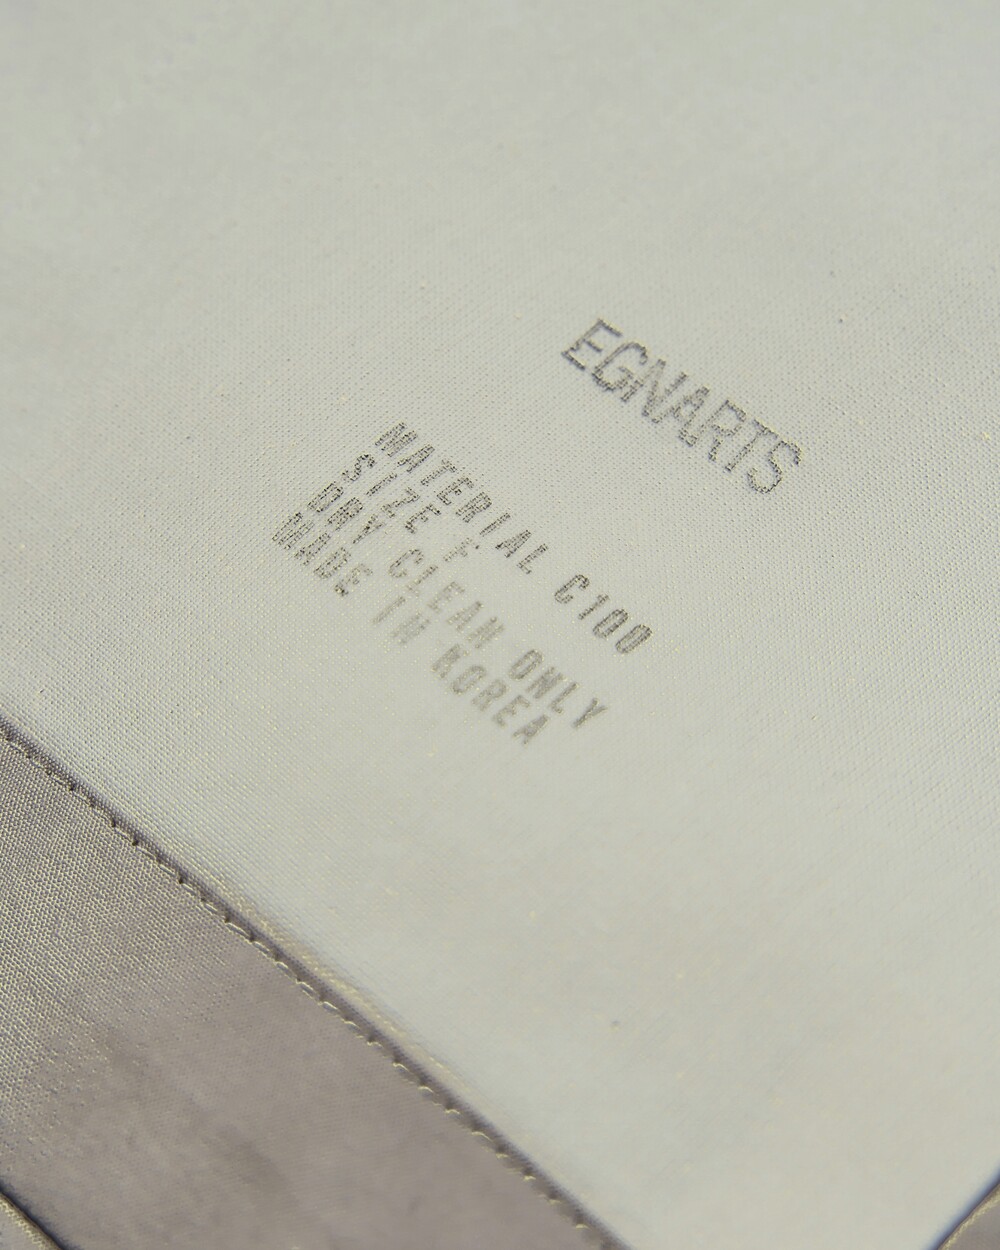 EGNARTS
MATERIAL C100
SIZE F
DRY CLEAN ONLY
MADE IN KOREA